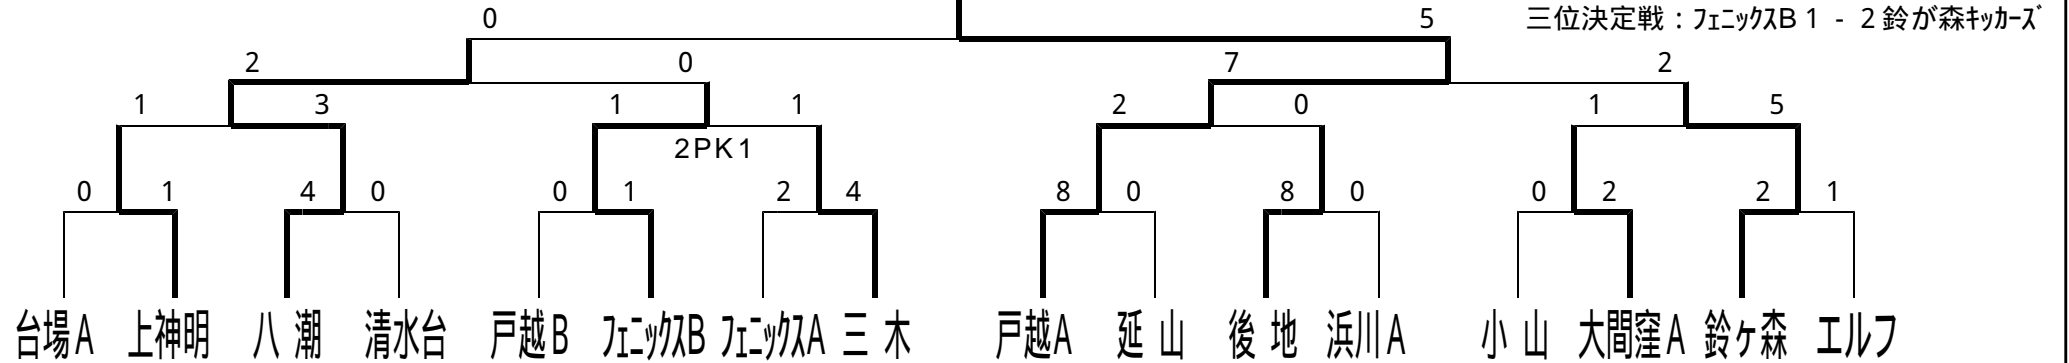 0 5 三位決定戦：ﾌｪﾆｯｸｽB 1 - 2 鈴が森ｷｯｶｰｽﾞ
2 0 7 2
1 3 1 1 2 0 1 5
2PK1
0 1 4 0 0 1 2 4 8 0 8 0 0 2 2 1
台場A 上神明 八 潮 清水台 戸越B ﾌｪﾆｯｸｽB ﾌｪﾆｯｸｽA 三 木 戸越A 延 山 後 地 浜川A 小 山 大間窪A 鈴ヶ森 エルフ